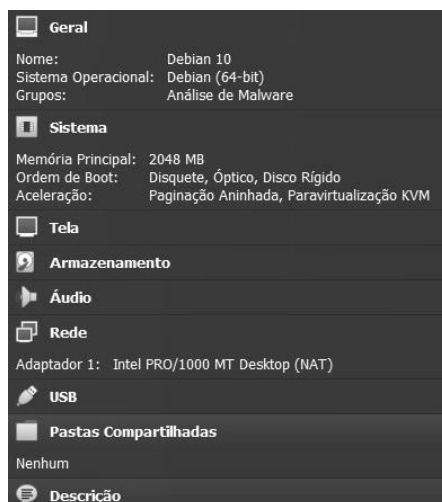 Geral
Nome: Debian 10
Sistema Operacional: Debian (64-bit)
Grupos: Análise de Malware
Sistema
Memória Principal: 2048 MB
Ordem de Boot: Disquete, Óptico, Disco Rígido
Aceleração: Paginação Aninhada, Paravirtualização KVM
Tela
Armazenamento
Áudio
Rede
Adaptador 1: Intel PRO/1000 MT Desktop (NAT)
USB
Pastas Compartilhadas
Nenhum
Descrição